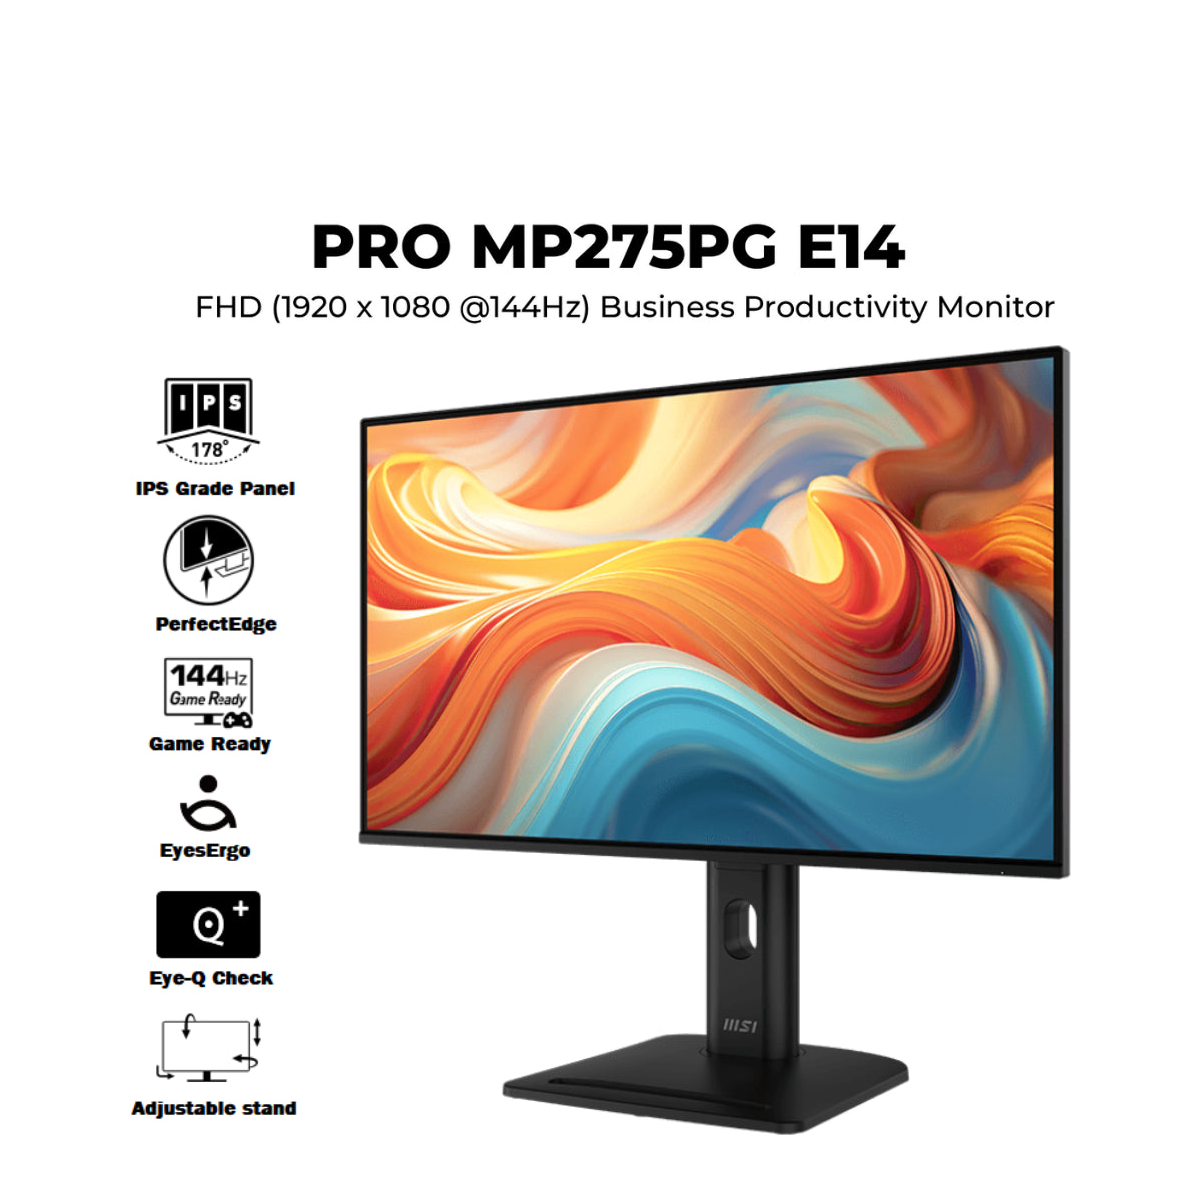 PRO MP275PG E14
FHD (1920 x 1080 @144Hz) Business Productivity Monitor
IPS
178°
IPS Grade Panel
PerfectEdge
144Hz
Game Ready
Game Ready
EyesErgo
Q+
Eye-Q Check
Adjustable stand
msi